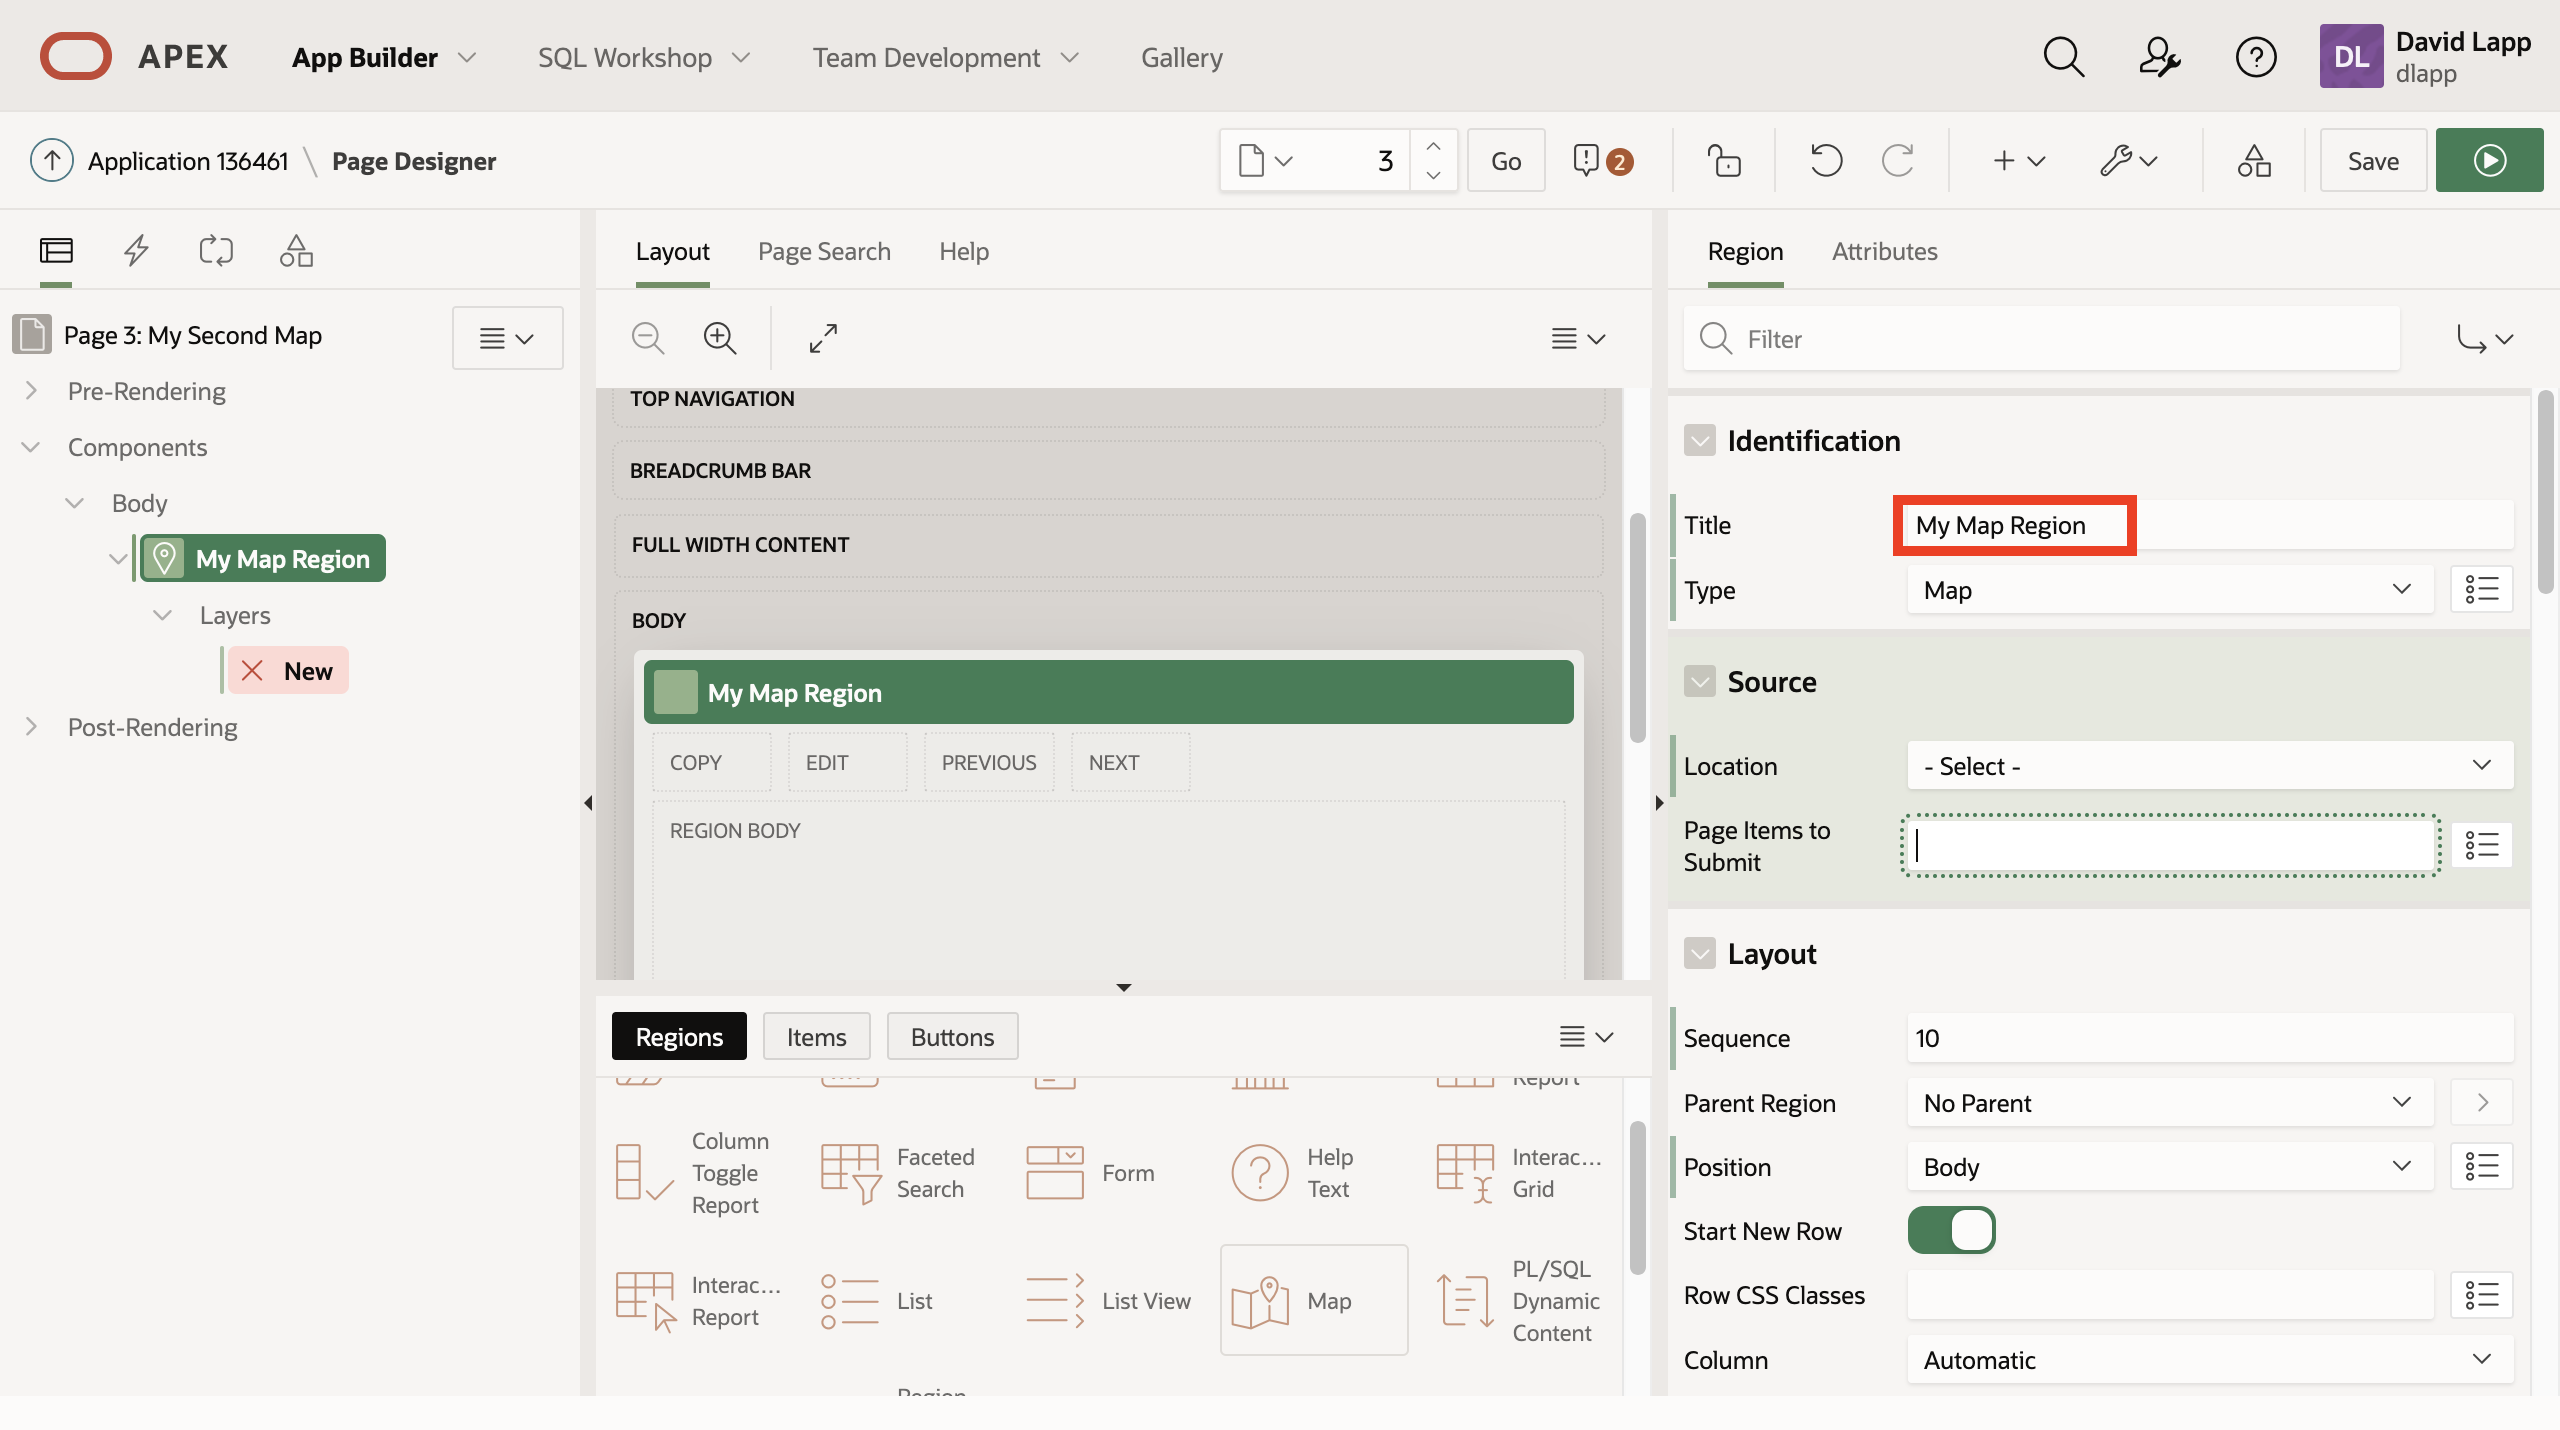 APEX App Builder SQL Workshop Team Development Gallery David Lapp
DL dlapp
Application 136461 \ Page Designer 3 Go 2 Save
Page 3: My Second Map
Pre-Rendering
Components
Body
My Map Region
Layers
New
Post-Rendering
Layout Page Search Help
TOP NAVIGATION
BREADCRUMB BAR
FULL WIDTH CONTENT
BODY
My Map Region
COPY EDIT PREVIOUS NEXT
REGION BODY
Regions Items Buttons
Report
Column Toggle Report
Faceted Search
Form
Help Text
Interac... Grid
Interac... Report
List
List View
Map
PL/SQL Dynamic Content
Region
Region Attributes
Filter
Identification
Title My Map Region
Type Map
Source
Location - Select -
Page Items to
Submit
Layout
Sequence 10
Parent Region No Parent
Position Body
Start New Row
Row CSS Classes
Column Automatic